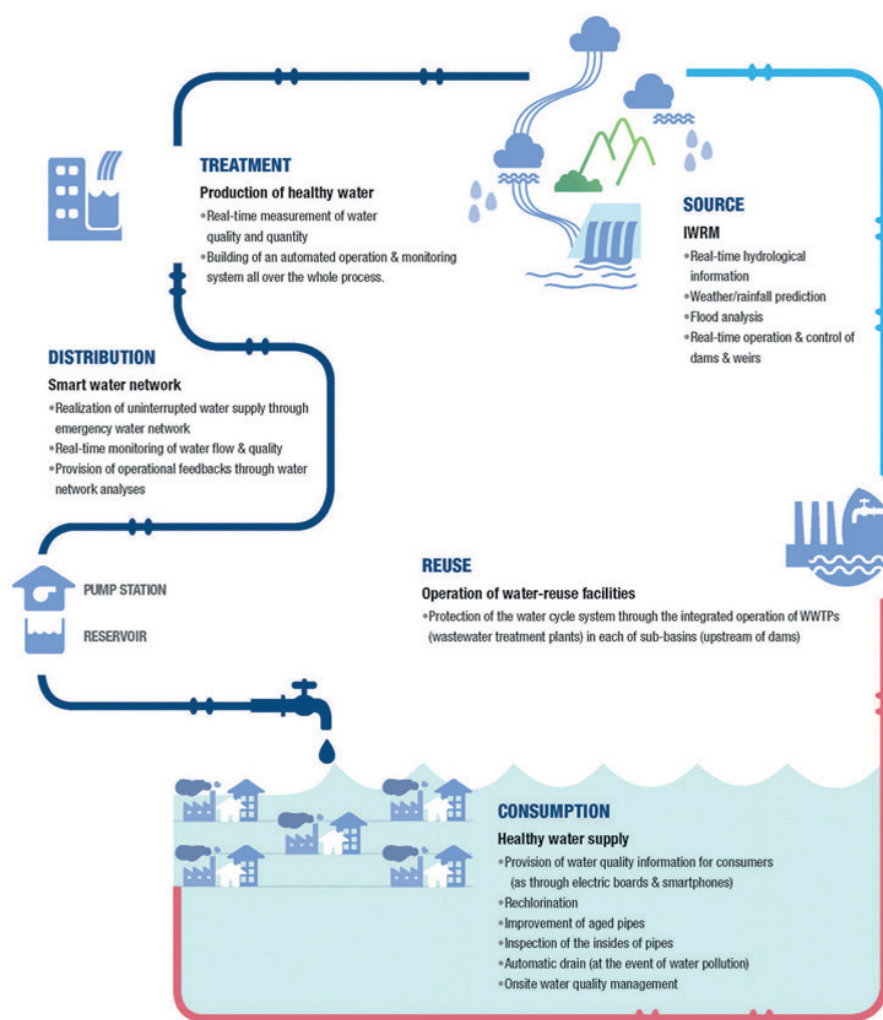 TREATMENT
Production of healthy water
•Real-time measurement of water
quality and quantity
•Building of an automated operation & monitoring
system all over the whole process.
SOURCE
IWRM
•Real-time hydrological
information
•Weather/rainfall prediction
•Flood analysis
•Real-time operation & control of
dams & weirs
DISTRIBUTION
Smart water network
•Realization of uninterrupted water supply through
emergency water network
•Real-time monitoring of water flow & quality
•Provision of operational feedbacks through water
network analyses
PUMP STATION
RESERVOIR
REUSE
Operation of water-reuse facilities
•Protection of the water cycle system through the integrated operation of WWTPs
(wastewater treatment plants) in each of sub-basins (upstream of dams)
CONSUMPTION
Healthy water supply
•Provision of water quality information for consumers
(as through electric boards & smartphones)
•Rechlorination
•Improvement of aged pipes
•Inspection of the insides of pipes
•Automatic drain (at the event of water pollution)
•Onsite water quality management